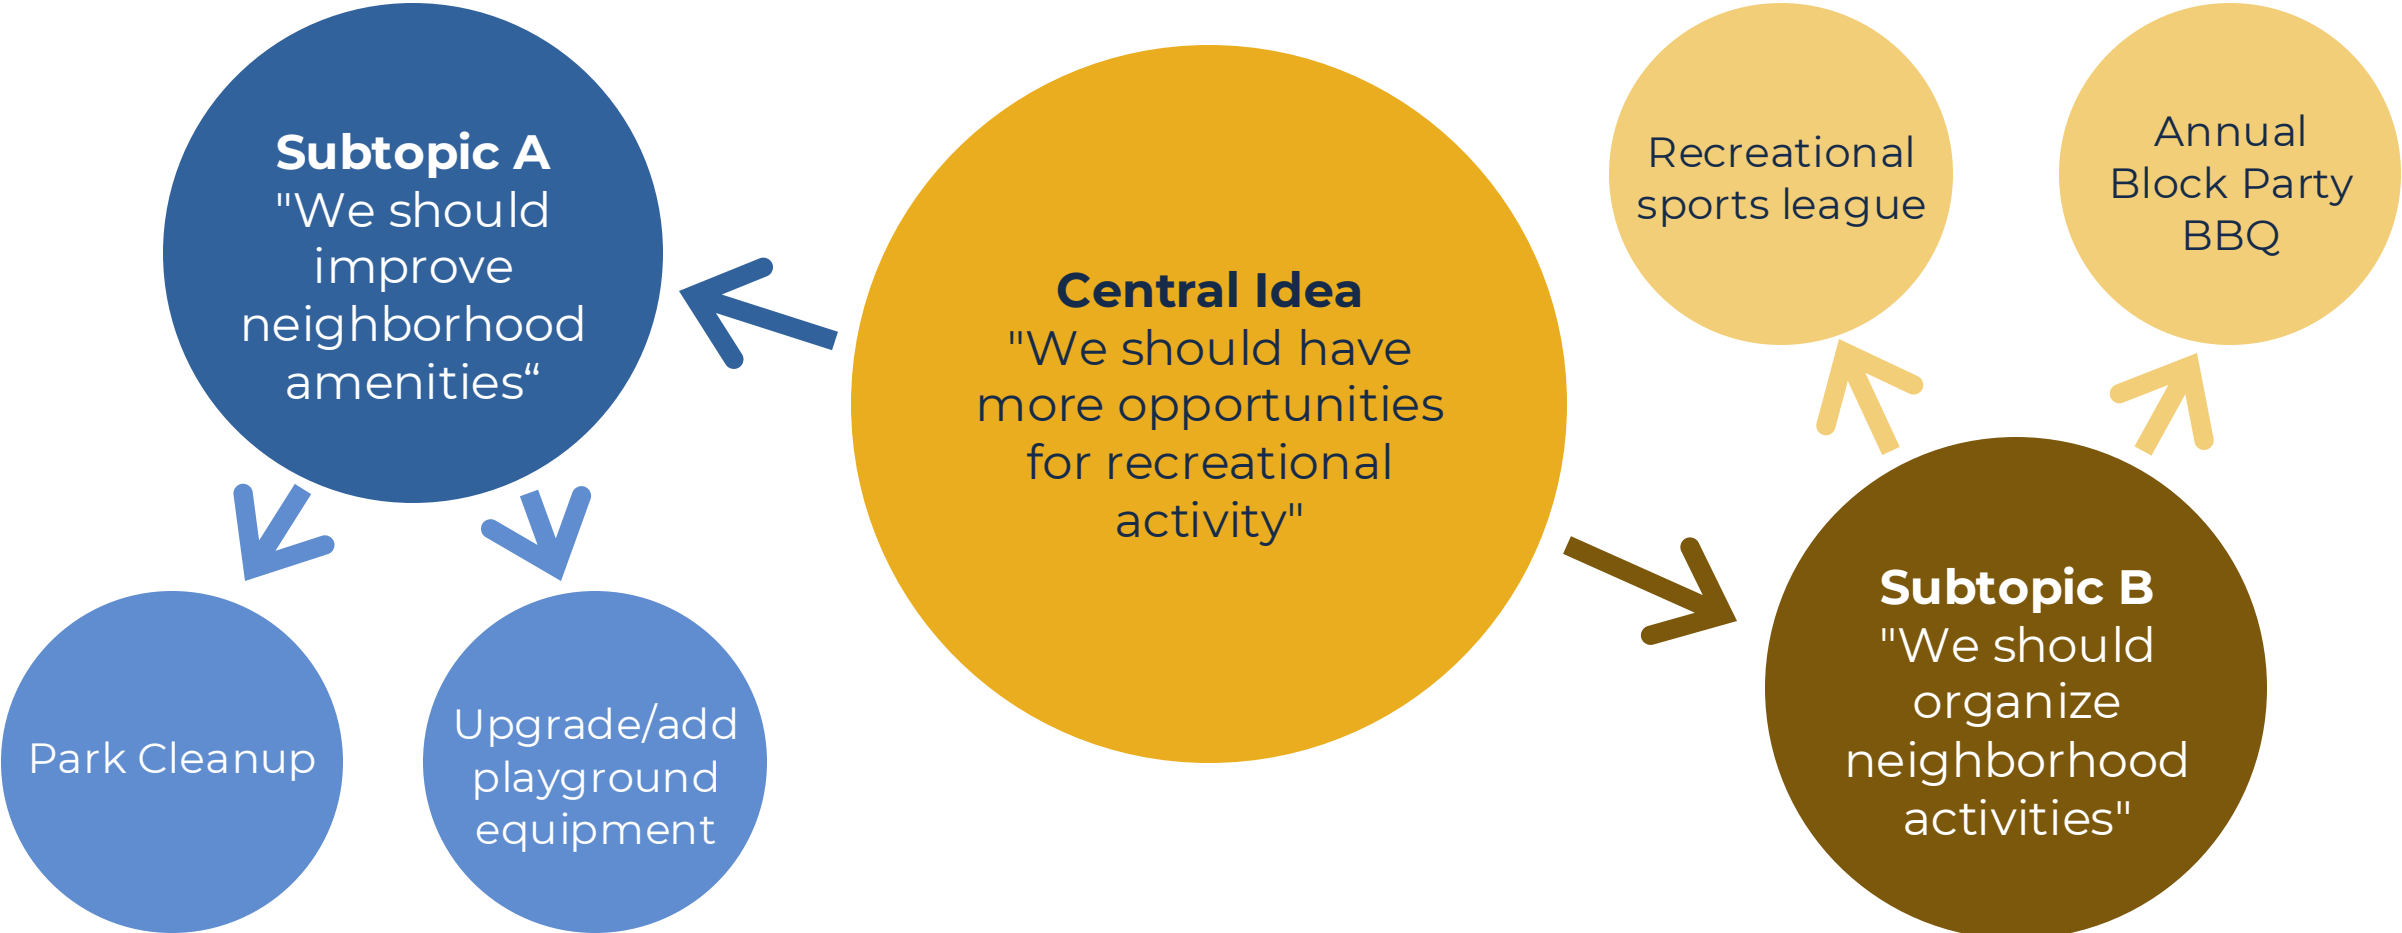 Subtopic A
"We should
improve
neighborhood
amenities“
Park Cleanup
Upgrade/add
playground
equipment
Central Idea
"We should have
more opportunities
for recreational
activity"
Recreational
sports league
Annual
Block Party
BBQ
Subtopic B
"We should
organize
neighborhood
activities"